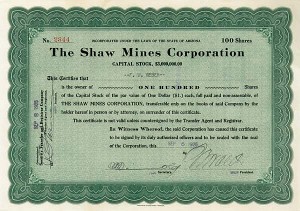 INCORPORATED UNDER THE LAWS OF THE STATE OF ARIZONA
No. 2844
100 Shares
The Shaw Mines Corporation
CAPITAL STOCK, $3,000,000.00
This Certifies that
is the owner of ONE HUNDRED Shares
of the Capital Stock of the par value of One Dollar ($1.) each, full paid and nonassessable, of
THE SHAW MINES CORPORATION, transferable only on the books of said Company by the
holder hereof in person or by attorney, on surrender of this certificate.
This certificate is not valid unless countersigned by the Transfer Agent and Registrar.
In Witness Whereof, the said Corporation has caused this certificate
to be signed by its duly authorized officers and to be sealed with the seal
of the Corporation, this
Secretary
President